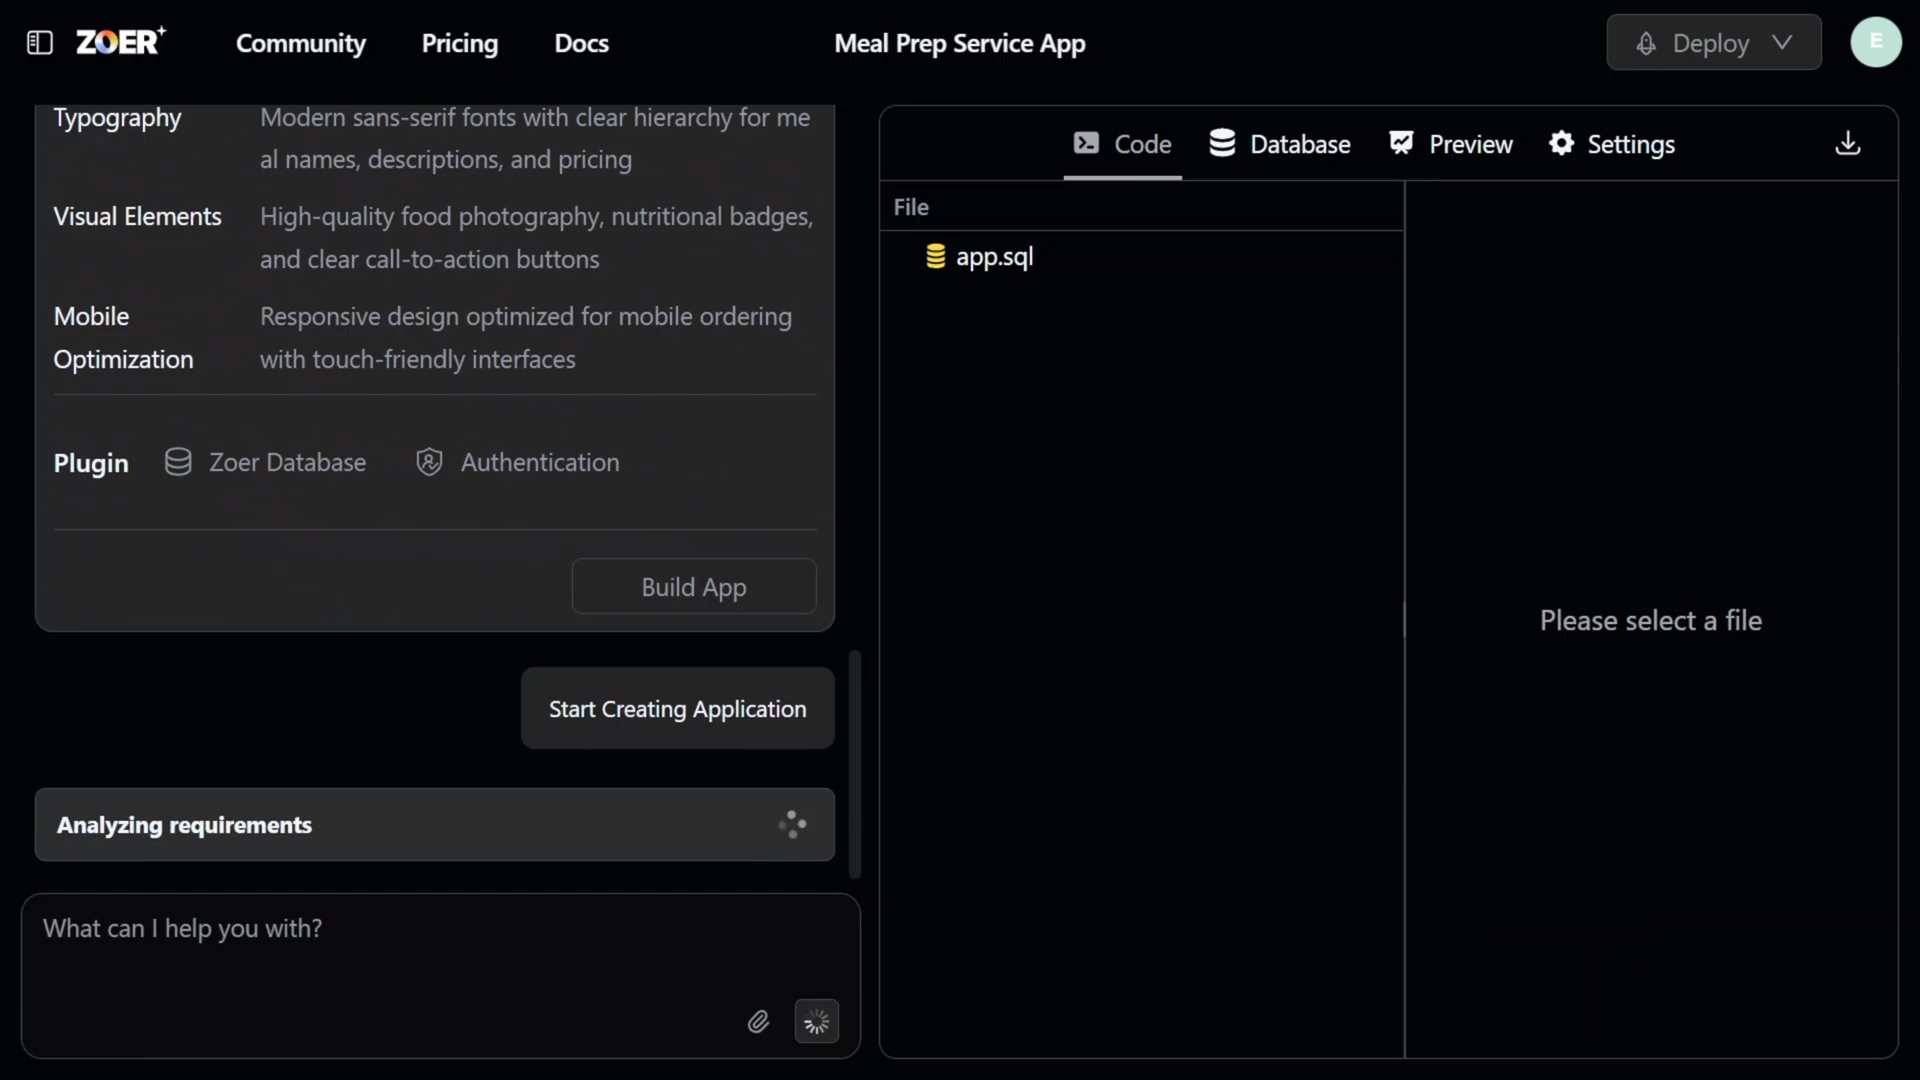 ZOER
Community
Pricing
Docs
Meal Prep Service App
Deploy
E
Typography
Modern sans-serif fonts with clear hierarchy for me
al names, descriptions, and pricing
Visual Elements
High-quality food photography, nutritional badges,
and clear call-to-action buttons
Mobile
Optimization
Responsive design optimized for mobile ordering
with touch-friendly interfaces
Plugin
Zoer Database
Authentication
Build App
Start Creating Application
Analyzing requirements
What can I help you with?
Code
Database
Preview
Settings
File
app.sql
Please select a file